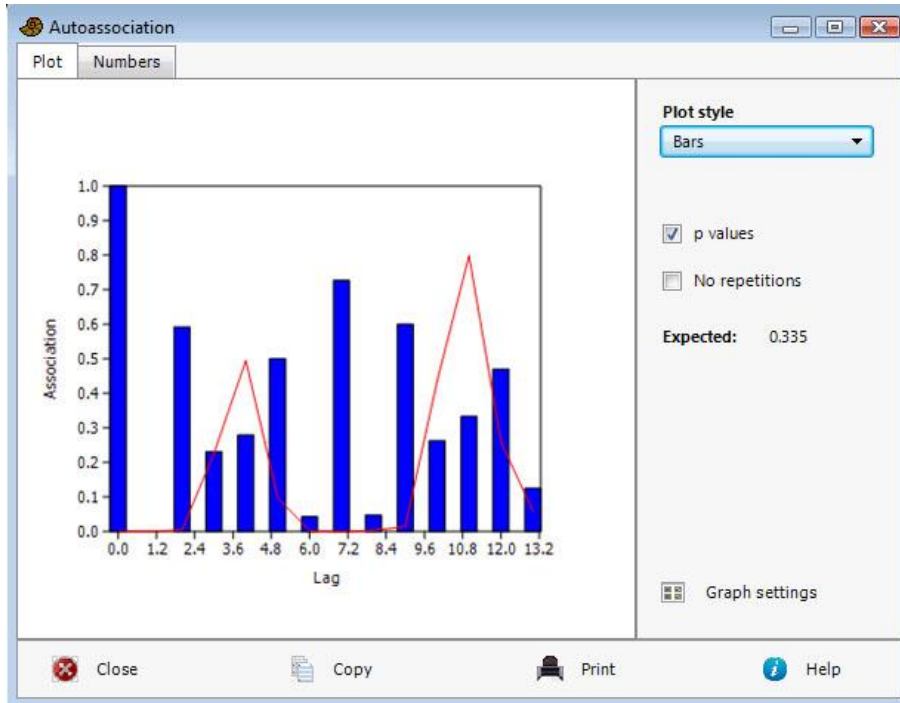 Autoassociation
Plot Numbers
Plot style
Bars
p values
No repetitions
Expected: 0.335
1.0
0.9
0.8
0.7
0.6
0.5
0.4
0.3
0.2
0.1
0.0
Association
0.0 1.2 2.4 3.6 4.8 6.0 7.2 8.4 9.6 10.8 12.0 13.2
Lag
Graph settings
Close Copy Print Help